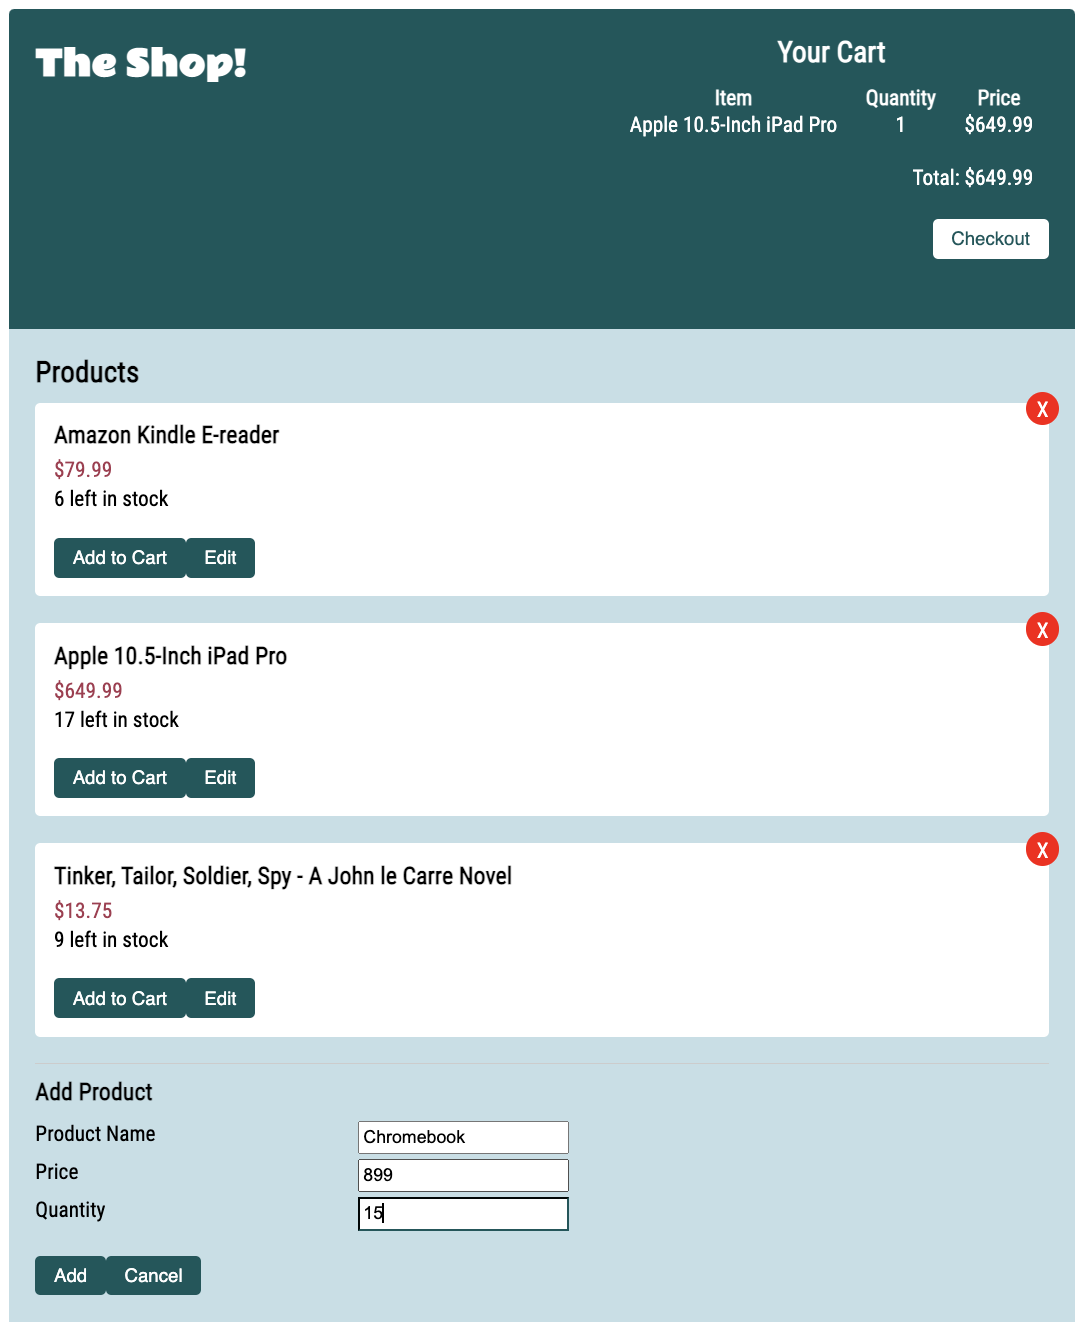 The Shop!
Your Cart
Item Quantity Price
Apple 10.5-Inch iPad Pro 1 $649.99
Total: $649.99
Checkout
Products
X
Amazon Kindle E-reader
$79.99
6 left in stock
Add to Cart Edit
X
Apple 10.5-Inch iPad Pro
$649.99
17 left in stock
Add to Cart Edit
X
Tinker, Tailor, Soldier, Spy - A John le Carre Novel
$13.75
9 left in stock
Add to Cart Edit
Add Product
Product Name Chromebook
Price 899
Quantity 15
Add Cancel